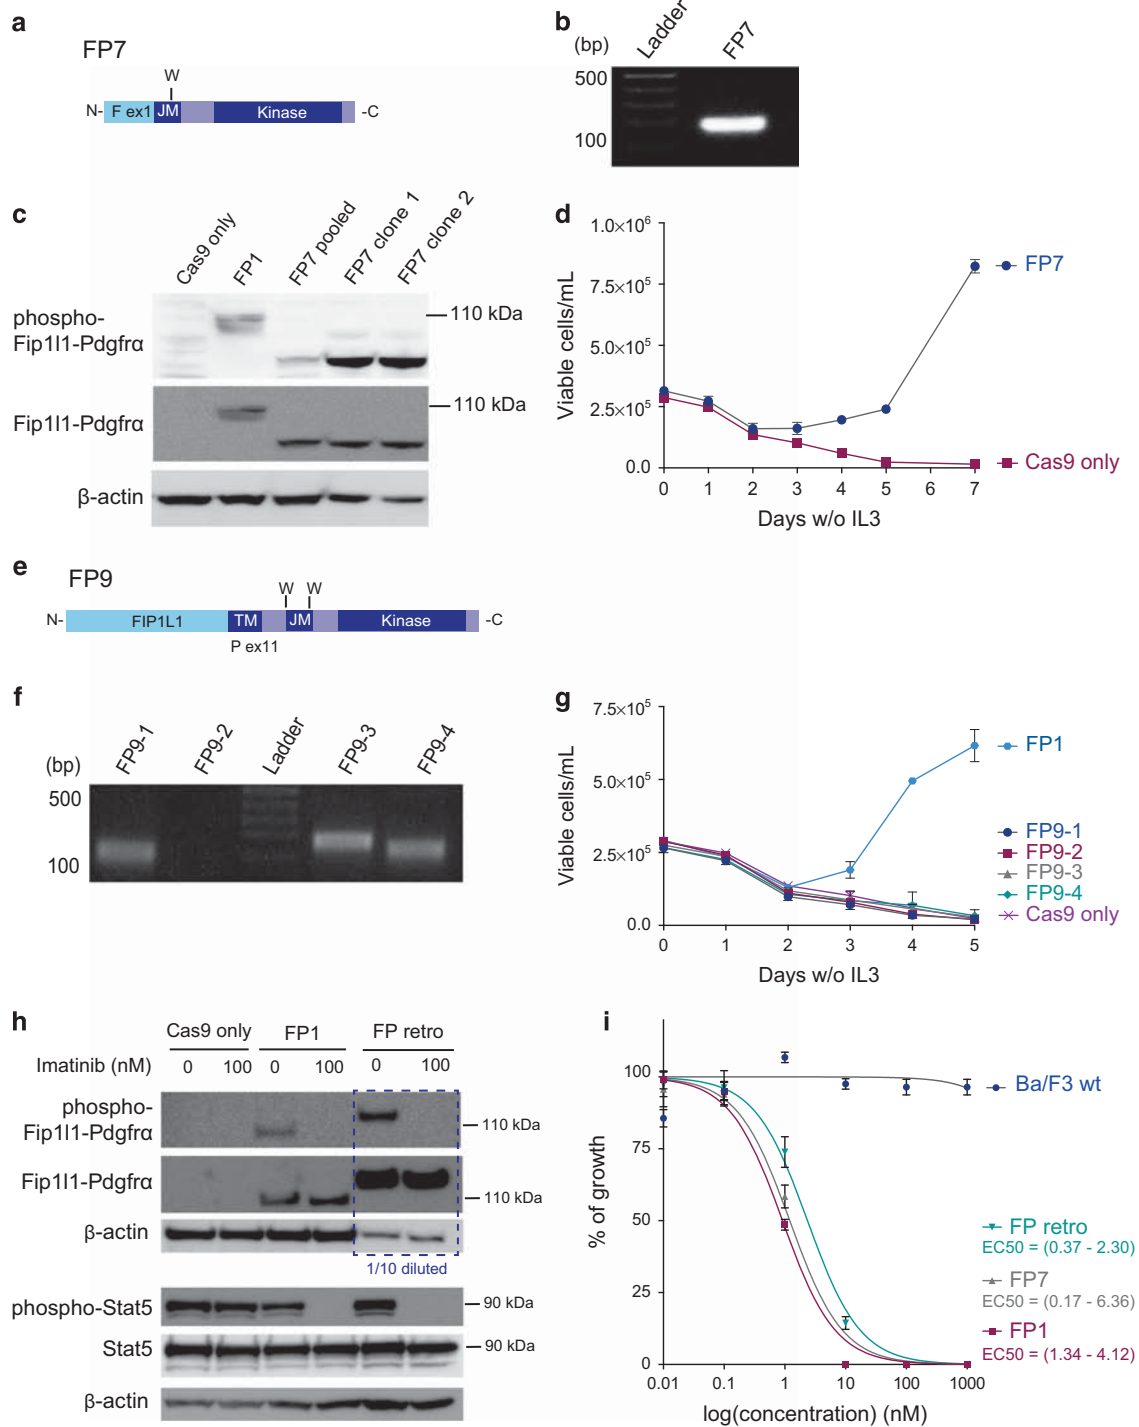 a
FP7
W
N-
F ex1
JM
Kinase
-C
b
(bp)
Ladder
FP7
500
100
c
Cas9 only
FP1
FP7 pooled
FP7 clone 1
FP7 clone 2
phospho-
Fip1l1-Pdgfrα
110 kDa
Fip1l1-Pdgfrα
110 kDa
β-actin
d
Viable cells/mL
1.0×10⁶
7.5×10⁵
5.0×10⁵
2.5×10⁵
0.0
0 1 2 3 4 5 6 7
Days w/o IL3
FP7
Cas9 only
e
FP9
W W
N-
FIP1L1
TM
JM
Kinase
-C
P ex11
f
(bp)
FP9-1
FP9-2
Ladder
FP9-3
FP9-4
500
100
g
Viable cells/mL
7.5×10⁵
5.0×10⁵
2.5×10⁵
0.0
0 1 2 3 4 5
Days w/o IL3
FP1
FP9-1
FP9-2
FP9-3
FP9-4
Cas9 only
h
Cas9 only FP1 FP retro
Imatinib (nM) 0 100 0 100 0 100
phospho-
Fip1l1-Pdgfrα
110 kDa
Fip1l1-Pdgfrα
110 kDa
β-actin
1/10 diluted
phospho-Stat5
90 kDa
Stat5
90 kDa
β-actin
i
% of growth
100
75
50
25
0
0.01 0.1 1 10 100 1000
log(concentration) (nM)
Ba/F3 wt
FP retro
EC50 = (0.37 - 2.30)
FP7
EC50 = (0.17 - 6.36)
FP1
EC50 = (1.34 - 4.12)